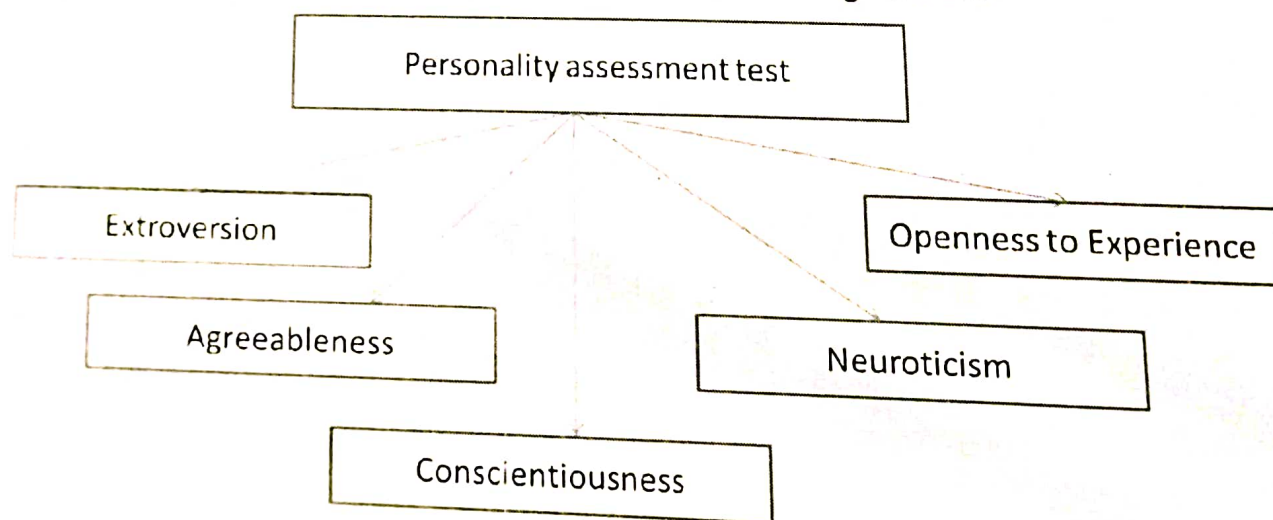 Personality assessment test
Extroversion
Openness to Experience
Agreeableness
Neuroticism
Conscientiousness